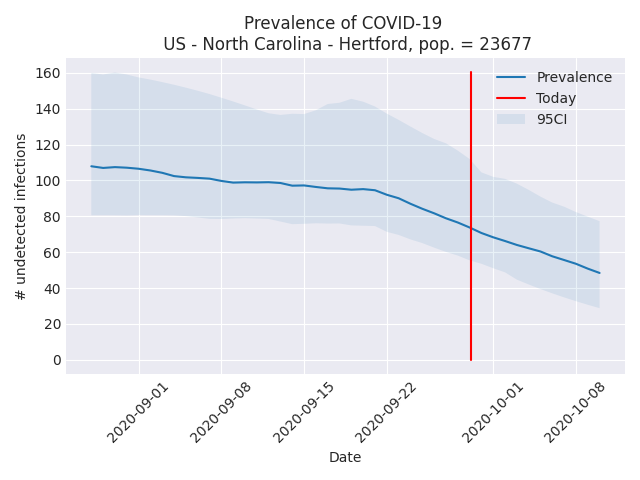 Prevalence of COVID-19
US - North Carolina - Hertford, pop. = 23677
# undetected infections
160
140
120
100
80
60
40
20
0
Prevalence
Today
95CI
2020-09-01
2020-09-08
2020-09-15
2020-09-22
2020-10-01
2020-10-08
Date